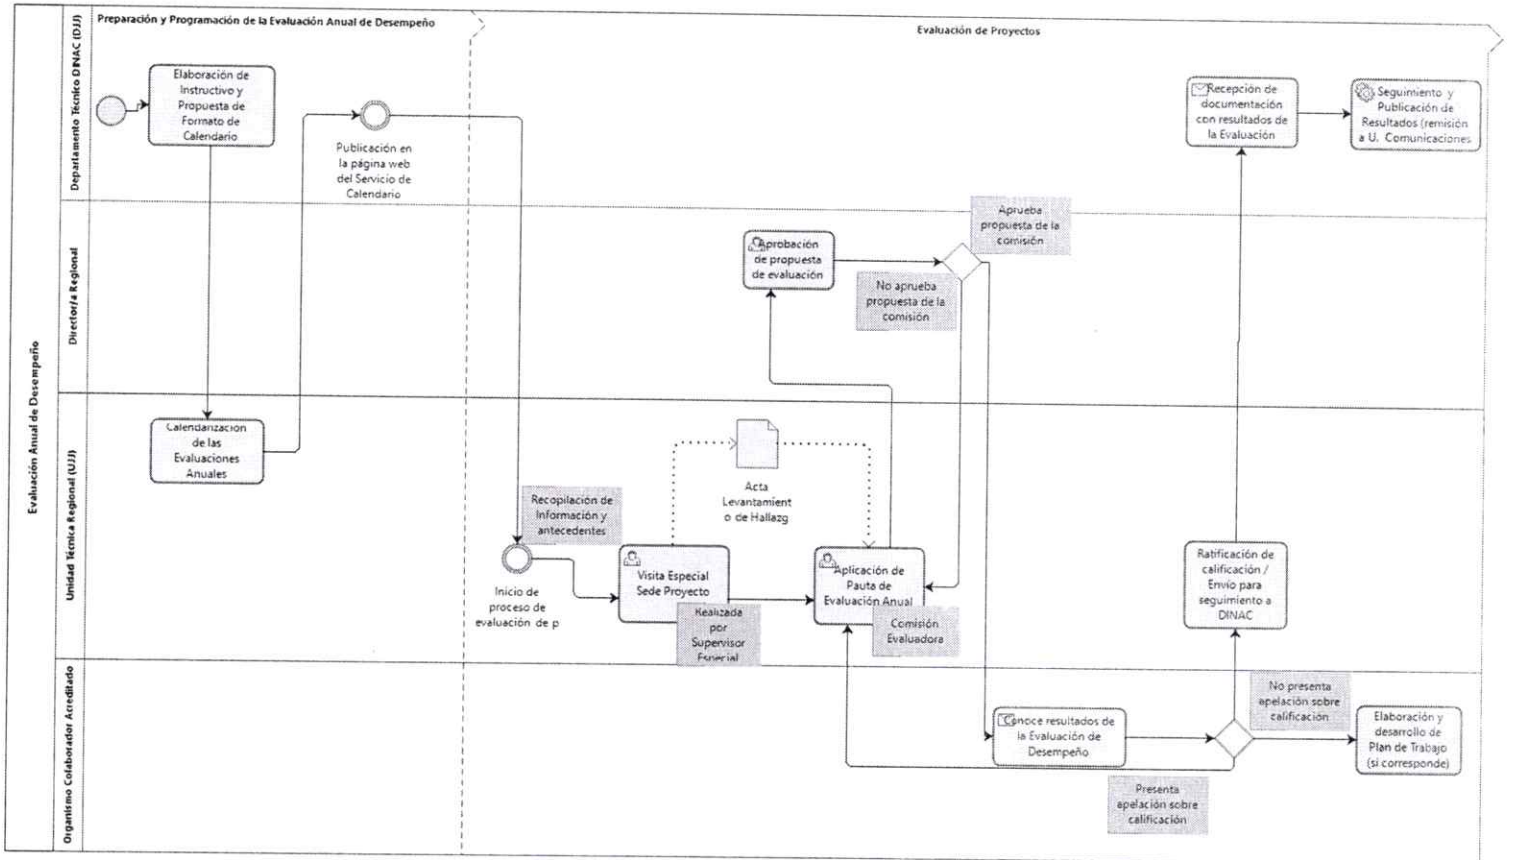 Preparación y Programación de la Evaluación Anual de Desempeño
Evaluación de Proyectos
Evaluación Anual de Desempeño
Departamento Técnico DINAC (DJJ)
Elaboración de
Instructivo y
Propuesta de
Formato de
Calendario
Publicación en
la página web
del Servicio de
Calendario
Recepción de
documentación
con resultados de
la Evaluación
Seguimiento y
Publicación de
Resultados (remisión
a U. Comunicaciones
Director/a Regional
Aprobación
de propuesta
de evaluación
Aprueba
propuesta de la
comisión
No aprueba
propuesta de la
comisión
Unidad Técnica Regional (UJJ)
Calendarización
de las
Evaluaciones
Anuales
Recopilación de
Información y
antecedentes
Inicio de
proceso de
evaluación de p
Visita Especial
Sede Proyecto
Realizada
por
Supervisor
Especial
Acta
Levantamient
o de Hallazg
Aplicación de
Pauta de
Evaluación Anual
Comisión
Evaluadora
Ratificación de
calificación /
Envío para
seguimiento a
DINAC
Organismo Colaborador Acreditado
Conoce resultados de
la Evaluación de
Desempeño
No presenta
apelación sobre
calificación
Presenta
apelación sobre
calificación
Elaboración y
desarrollo de
Plan de Trabajo
(si corresponde)